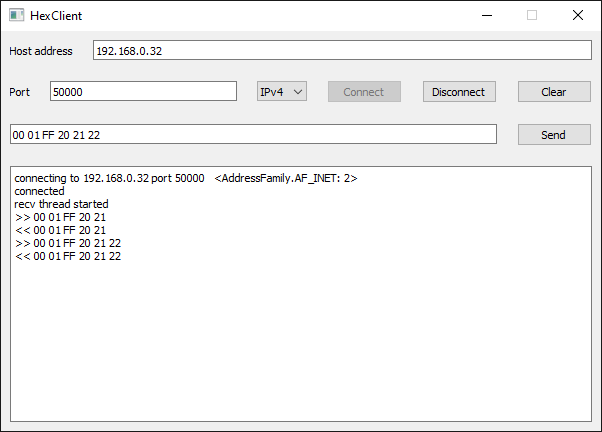 HexClient
Host address 192.168.0.32
Port 50000 IPv4 Connect Disconnect Clear
00 01 FF 20 21 22 Send
connecting to 192.168.0.32 port 50000 <AddressFamily.AF_INET: 2>
connected
recv thread started
>> 00 01 FF 20 21
<< 00 01 FF 20 21
>> 00 01 FF 20 21 22
<< 00 01 FF 20 21 22